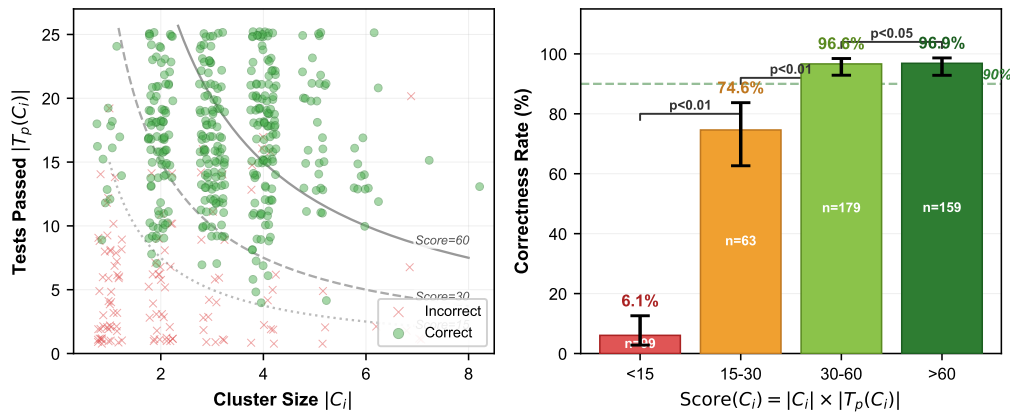 25
20
15
10
5
0
Tests Passed |T_p(C_i)|
2
4
6
8
Cluster Size |C_i|
Score=60
Score=30
Incorrect
Correct
Correctness Rate (%)
100
80
60
40
20
0
6.1%
74.6%
96.6%
96.9%
p<0.01
p<0.01
p<0.05
90%
n=99
n=63
n=179
n=159
<15
15-30
30-60
>60
Score(C_i) = |C_i| × |T_p(C_i)|